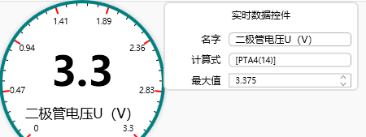 1.41
1.89
0.94
2.36
3.3
0.47
2.83
二极管电压U（V）
0
3.3
实时数据控件
名字 二极管电压U（V）
计算式 [PTA4(14)]
最大值 3.375